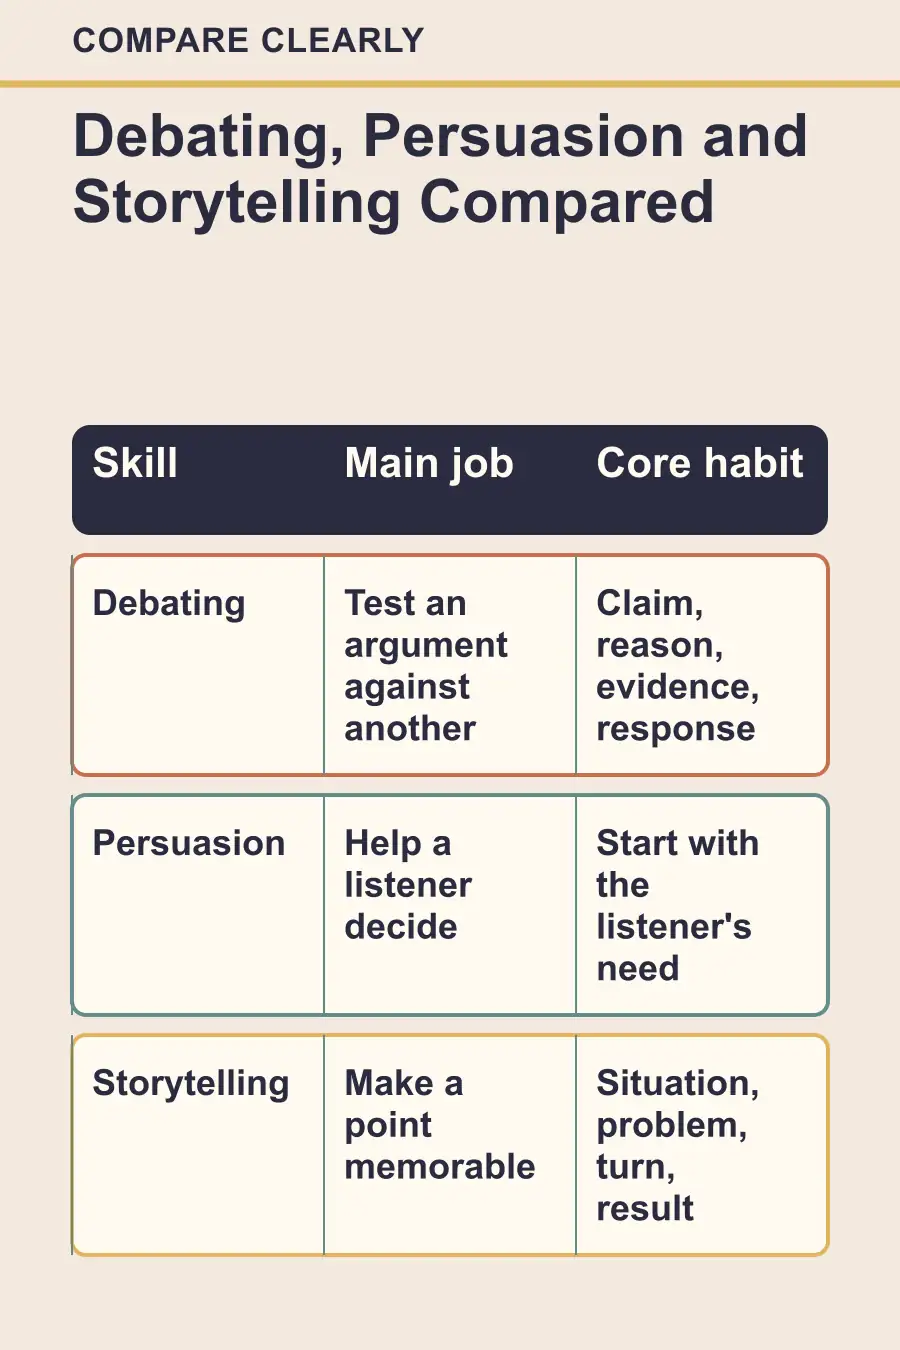 COMPARE CLEARLY
Debating, Persuasion and
Storytelling Compared
Skill
Main job
Core habit
Debating
Test an
argument
against
another
Claim,
reason,
evidence,
response
Persuasion
Help a
listener
decide
Start with
the
listener's
need
Storytelling
Make a
point
memorable
Situation,
problem,
turn,
result